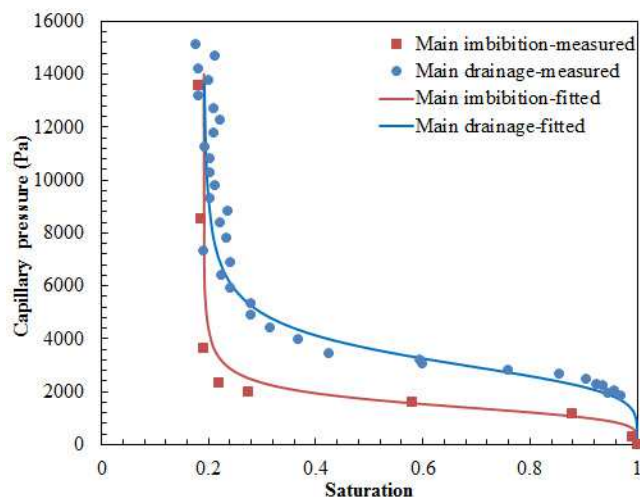 16000
14000
12000
10000
8000
6000
4000
2000
0
Capillary pressure (Pa)
Main imbibition-measured
Main drainage-measured
Main imbibition-fitted
Main drainage-fitted
0 0.2 0.4 0.6 0.8 1
Saturation